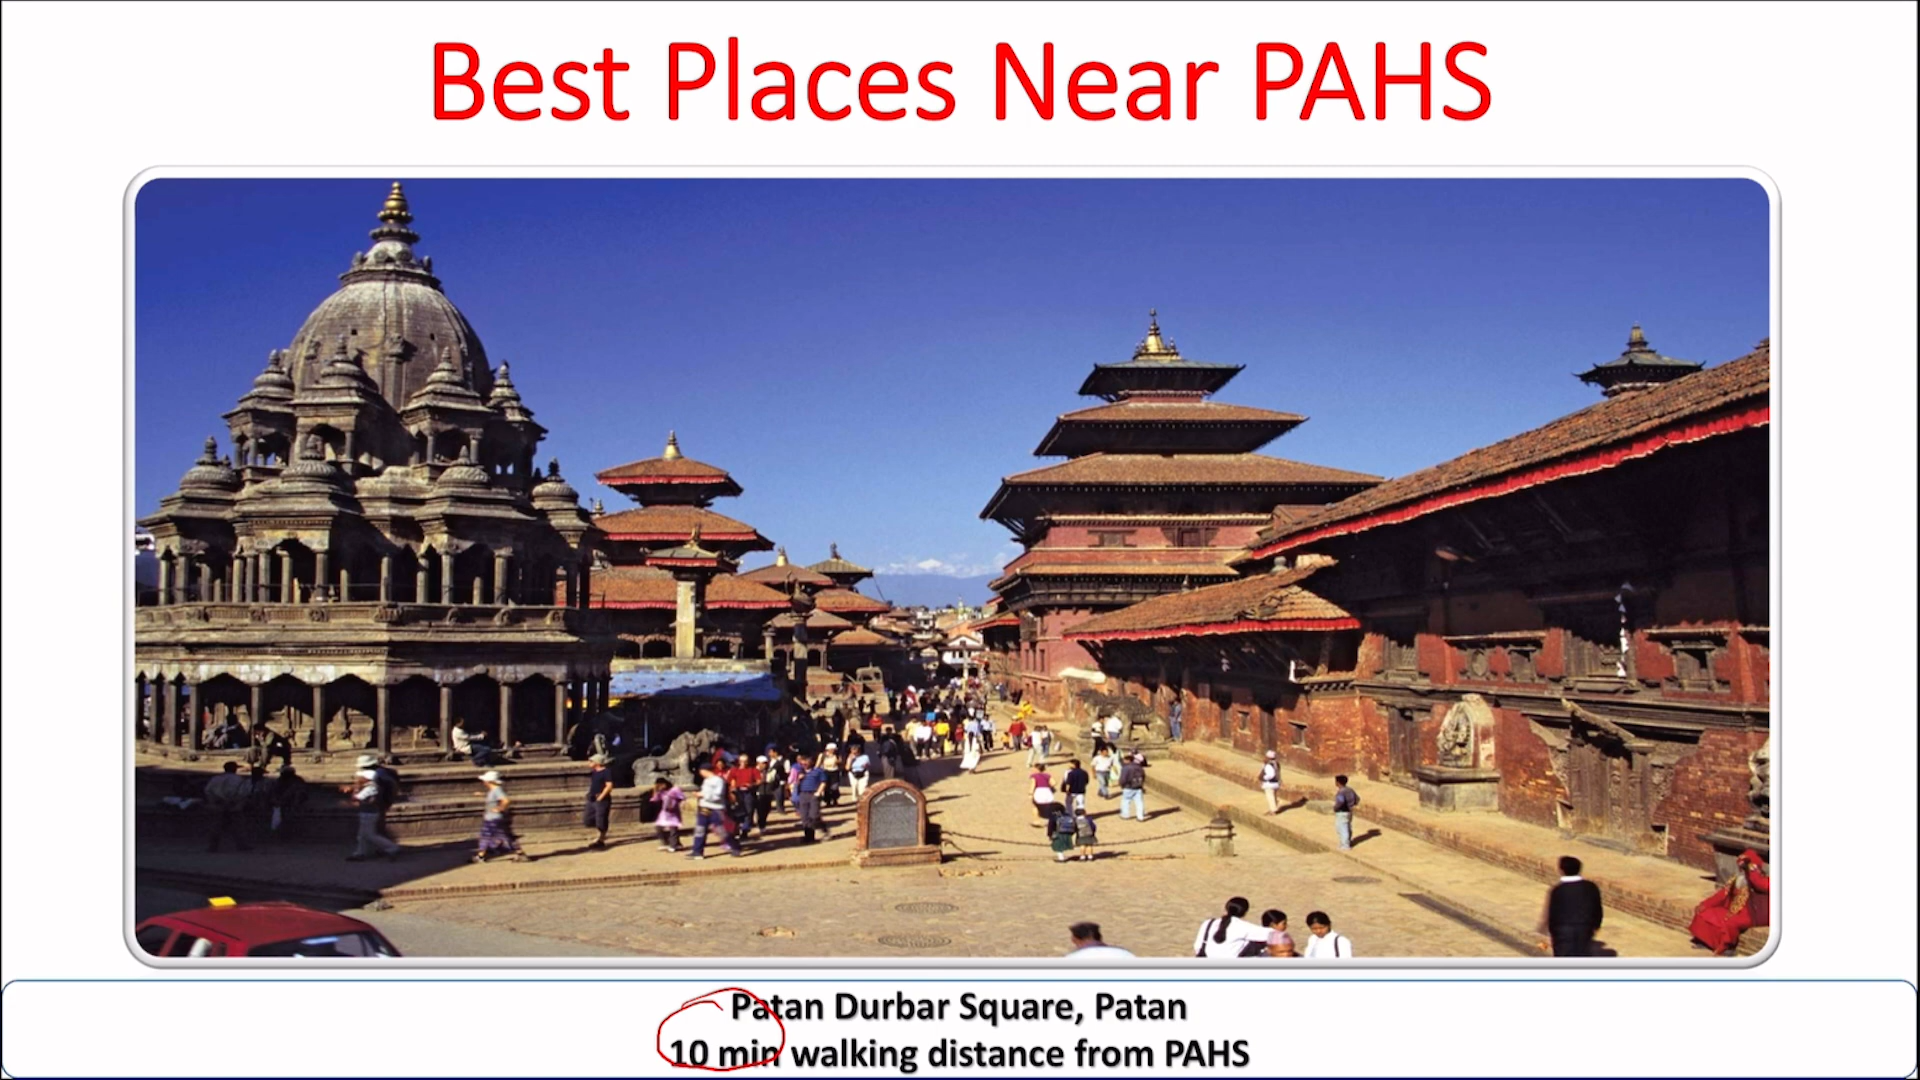 Best Places Near PAHS
Patan Durbar Square, Patan
10 min walking distance from PAHS